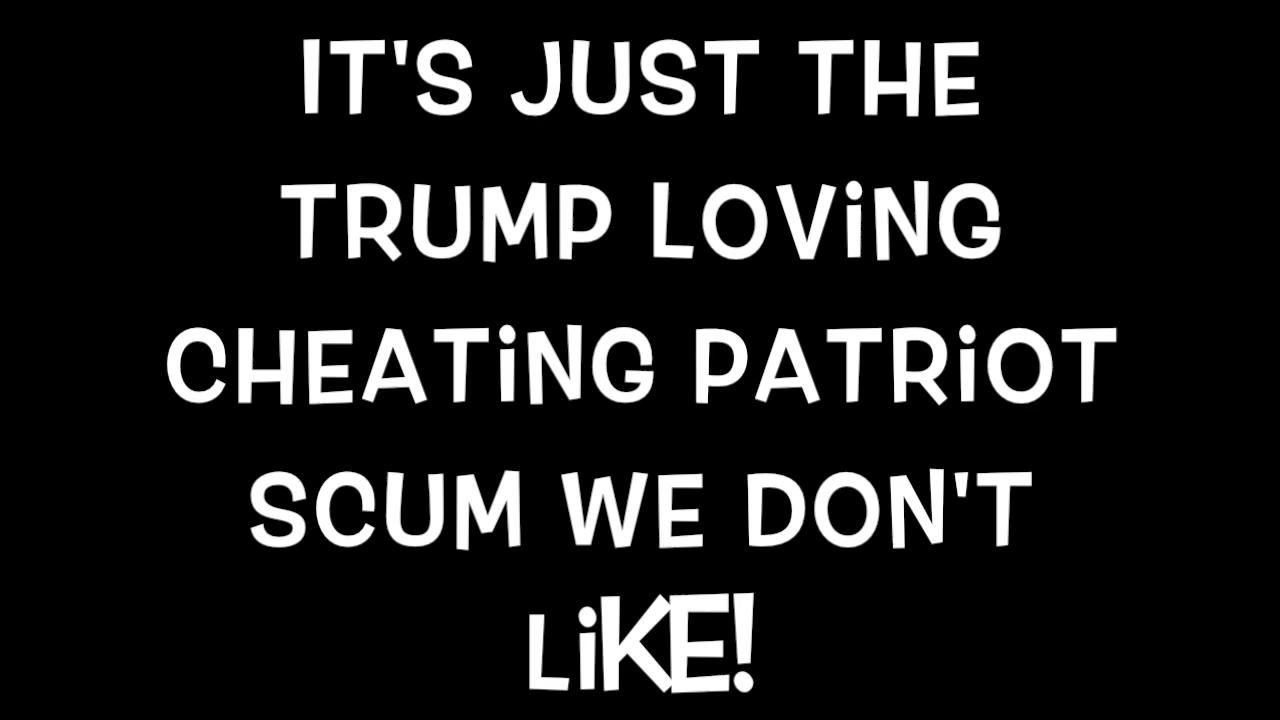 IT'S JUST THE
TRUMP LOViNG
CHEATiNG PATRiOT
SCUM WE DON'T
LiKE!